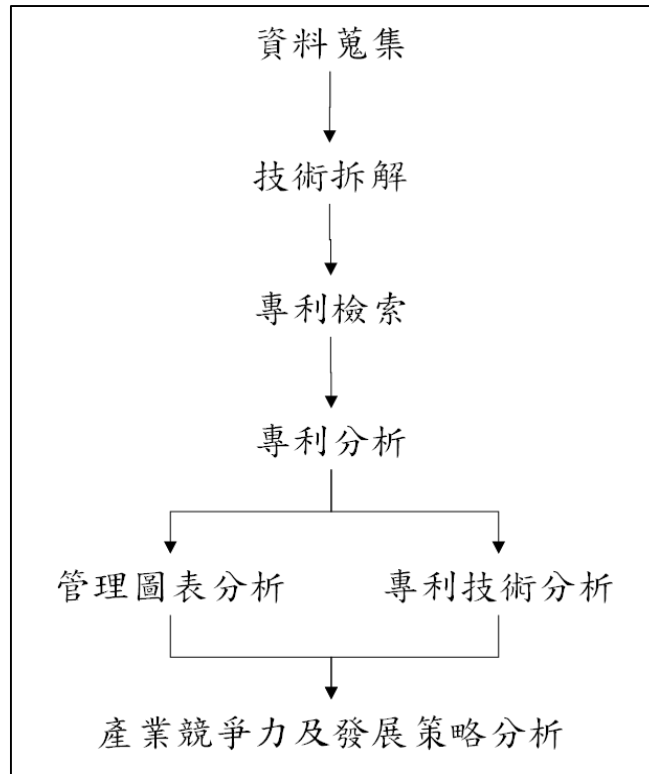 資料蒐集
技術拆解
專利檢索
專利分析
管理圖表分析
專利技術分析
產業競爭力及發展策略分析